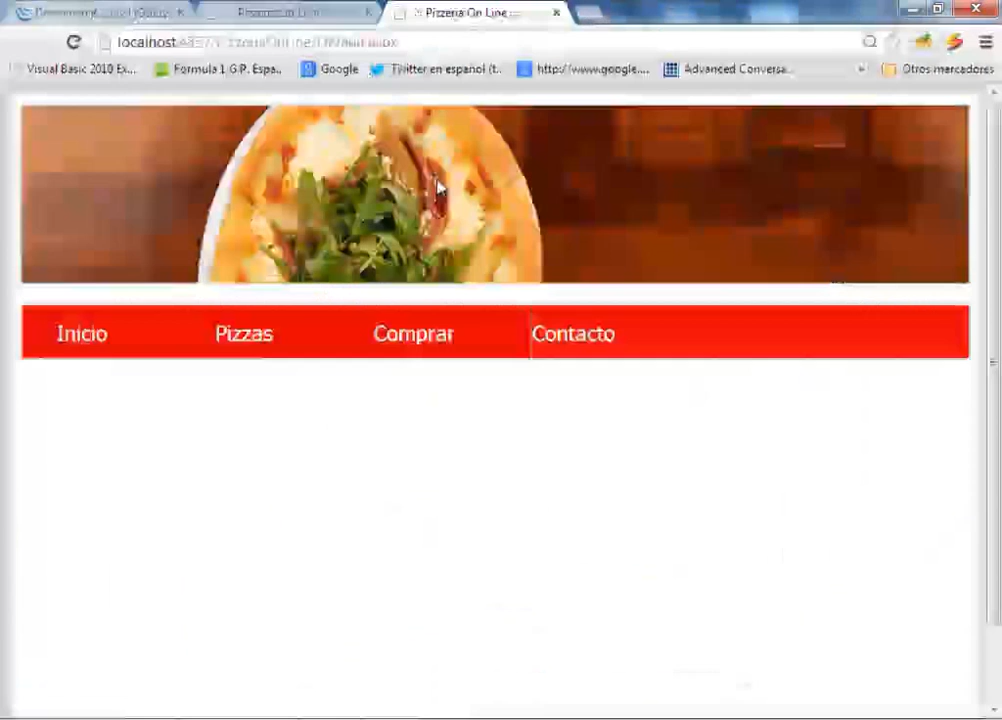 Pizzeria On Line
localhost
Visual Basic 2010 Ex...
Formula 1 G.P. Espa...
Google
Twitter en español (t...
http://www.google....
Advanced Conversa...
Otros marcadores
Inicio
Pizzas
Comprar
Contacto